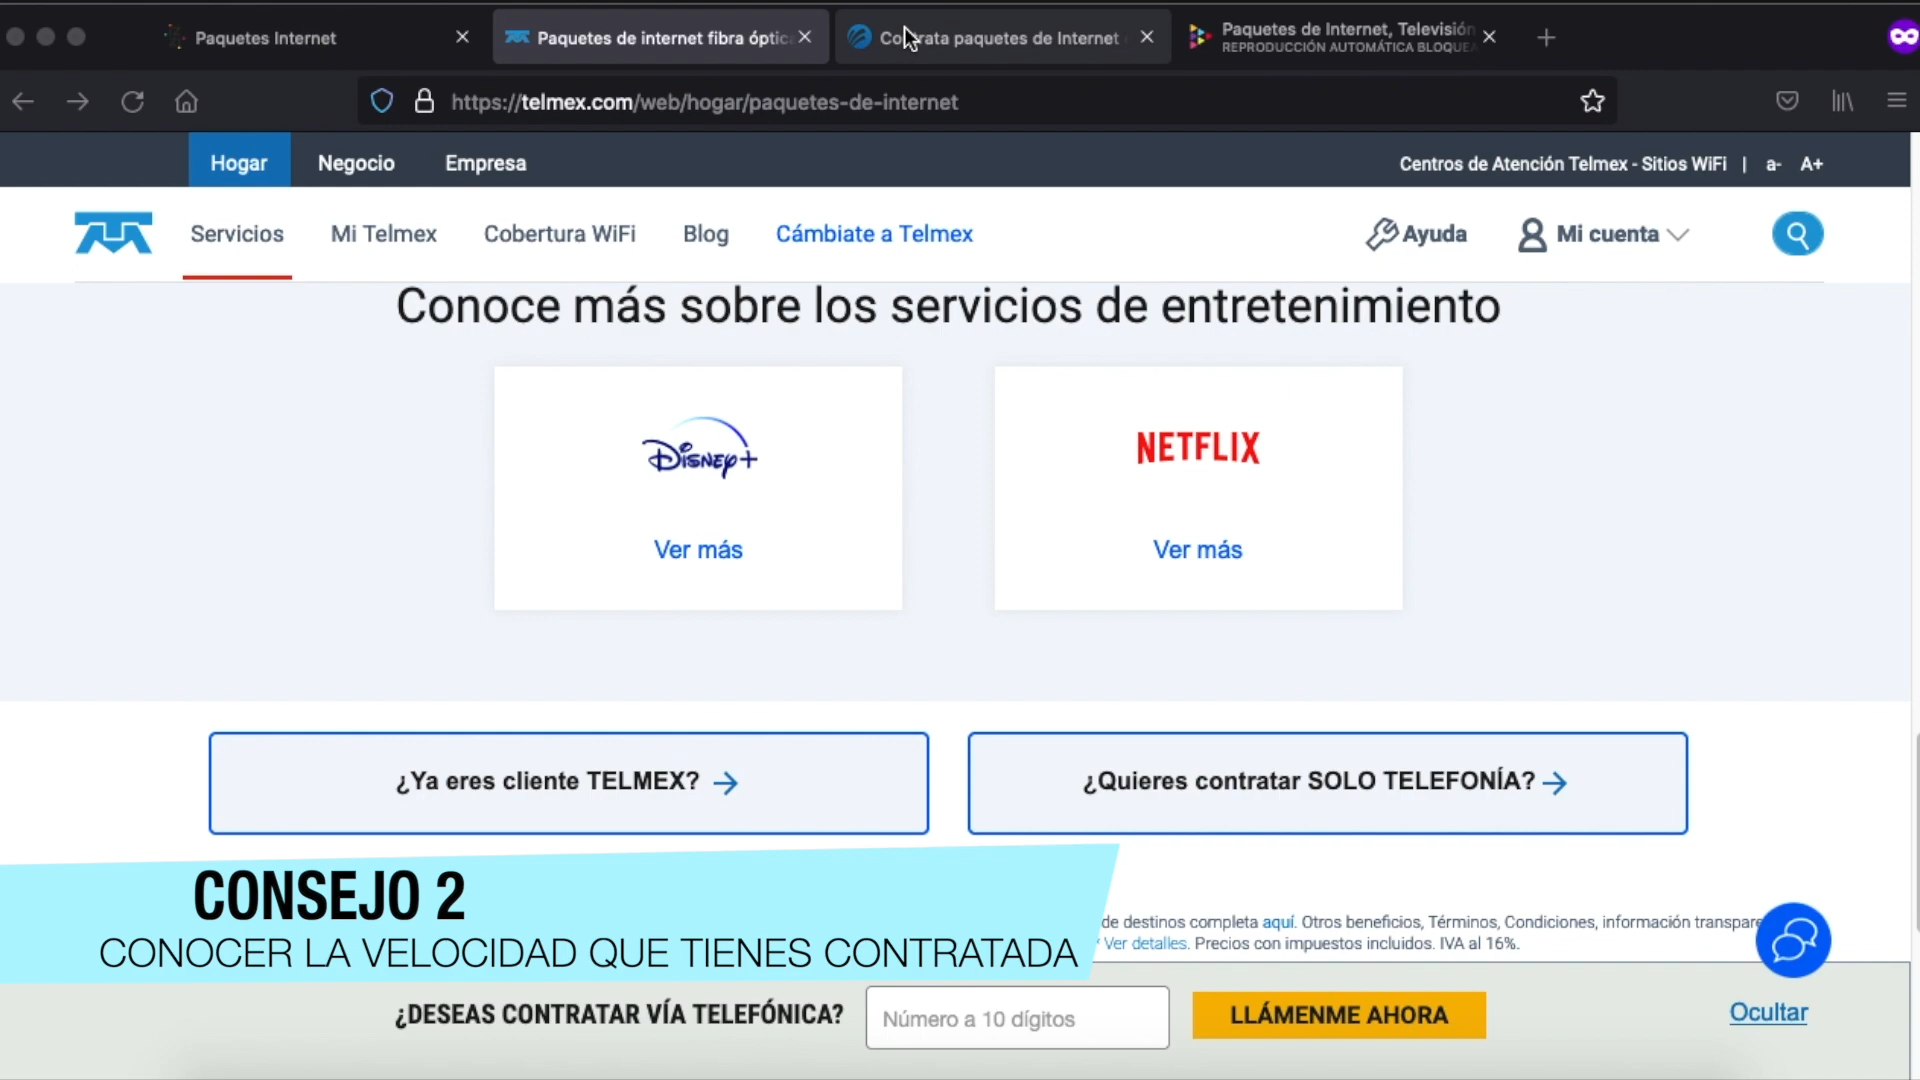 Paquetes Internet
Paquetes de internet fibra óptic
Contrata paquetes de Internet
Paquetes de Internet, Televisión
REPRODUCCIÓN AUTOMÁTICA BLOQUEA
https://telmex.com/web/hogar/paquetes-de-internet
Hogar
Negocio
Empresa
Centros de Atención Telmex - Sitios WiFi | a- A+
Servicios
Mi Telmex
Cobertura WiFi
Blog
Cámbiate a Telmex
Ayuda
Mi cuenta
Conoce más sobre los servicios de entretenimiento
Disney+
NETFLIX
Ver más
Ver más
¿Ya eres cliente TELMEX?
¿Quieres contratar SOLO TELEFONÍA?
CONSEJO 2
CONOCER LA VELOCIDAD QUE TIENES CONTRATADA
de destinos completa aquí. Otros beneficios, Términos, Condiciones, información transpare
Ver detalles. Precios con impuestos incluidos. IVA al 16%.
¿DESEAS CONTRATAR VÍA TELEFÓNICA?
Número a 10 dígitos
LLÁMENME AHORA
Ocultar